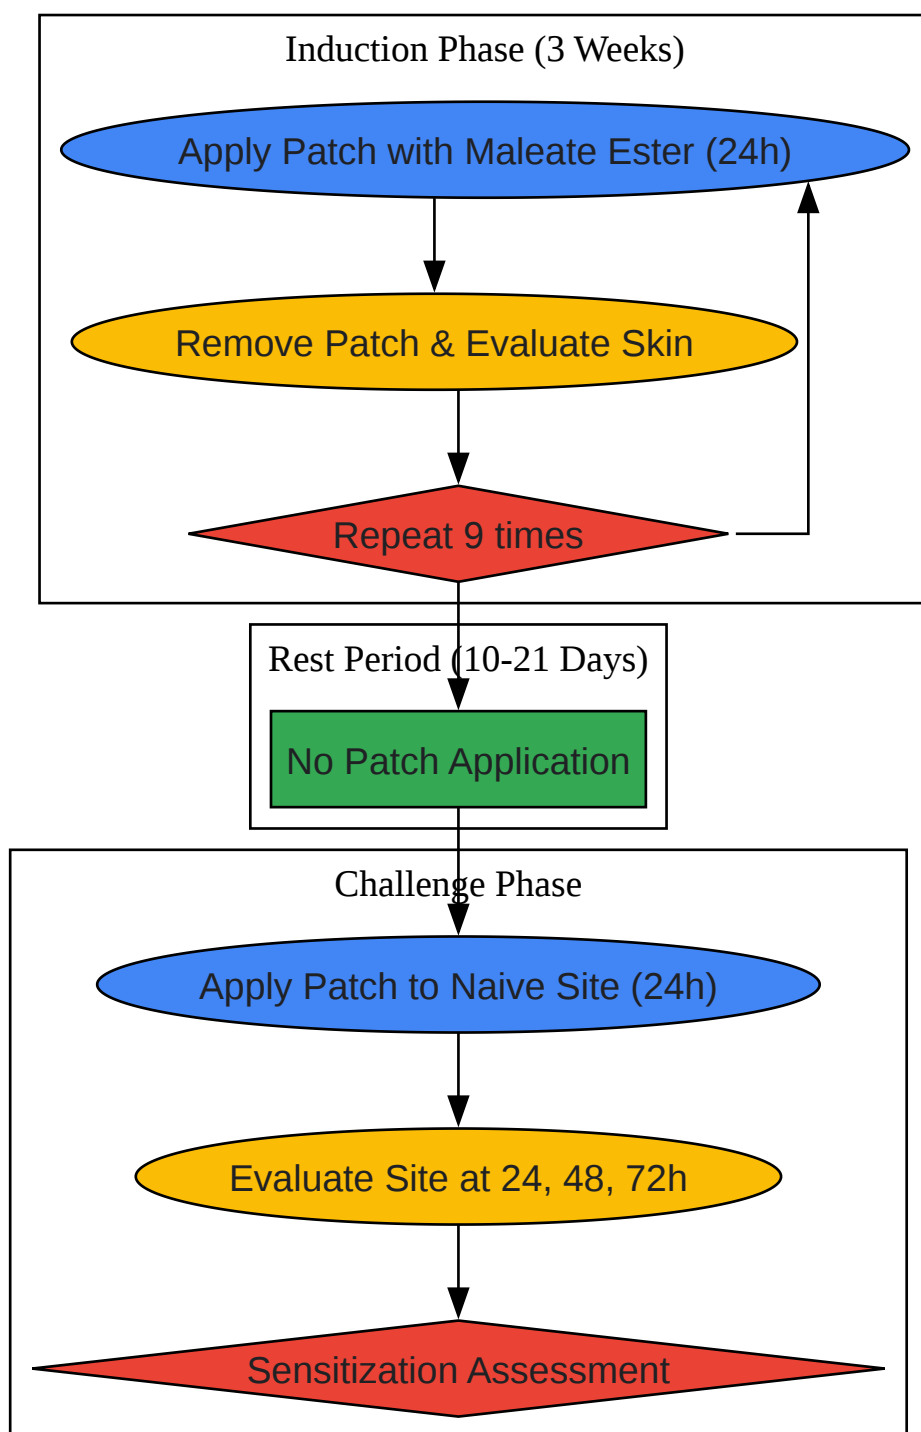 Induction Phase (3 Weeks)
Apply Patch with Maleate Ester (24h)
Remove Patch & Evaluate Skin
Repeat 9 times
Rest Period (10-21 Days)
No Patch Application
Challenge Phase
Apply Patch to Naive Site (24h)
Evaluate Site at 24, 48, 72h
Sensitization Assessment